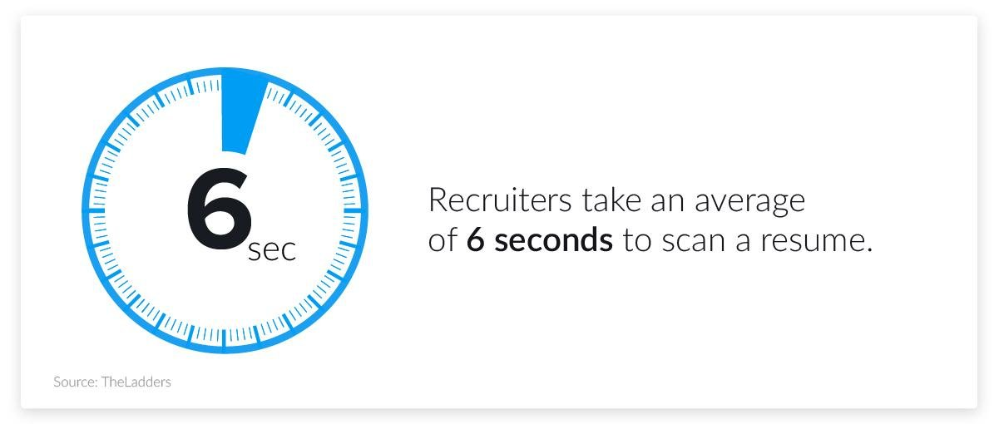 6
sec
Recruiters take an average
of 6 seconds to scan a resume.
Source: TheLadders